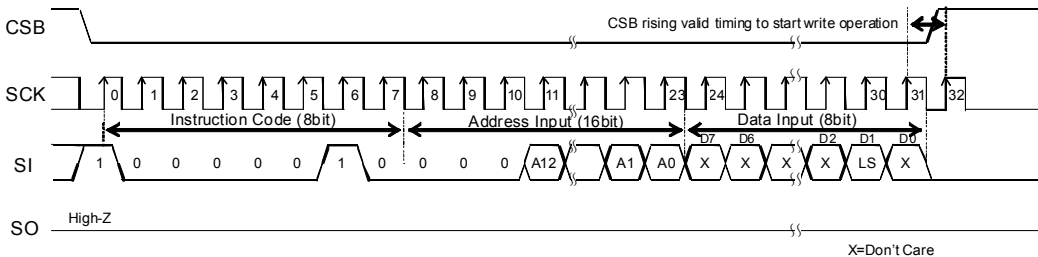 CSB
CSB rising valid timing to start write operation
SCK 0 1 2 3 4 5 6 7 8 9 10 11 23 24 30 31 32
Instruction Code (8bit) Address Input (16bit) Data Input (8bit)
D7 D6 D2 D1 D0
SI 1 0 0 0 0 0 1 0 0 0 0 A12 A1 A0 X X X X LS X
High-Z
SO
X=Don't Care